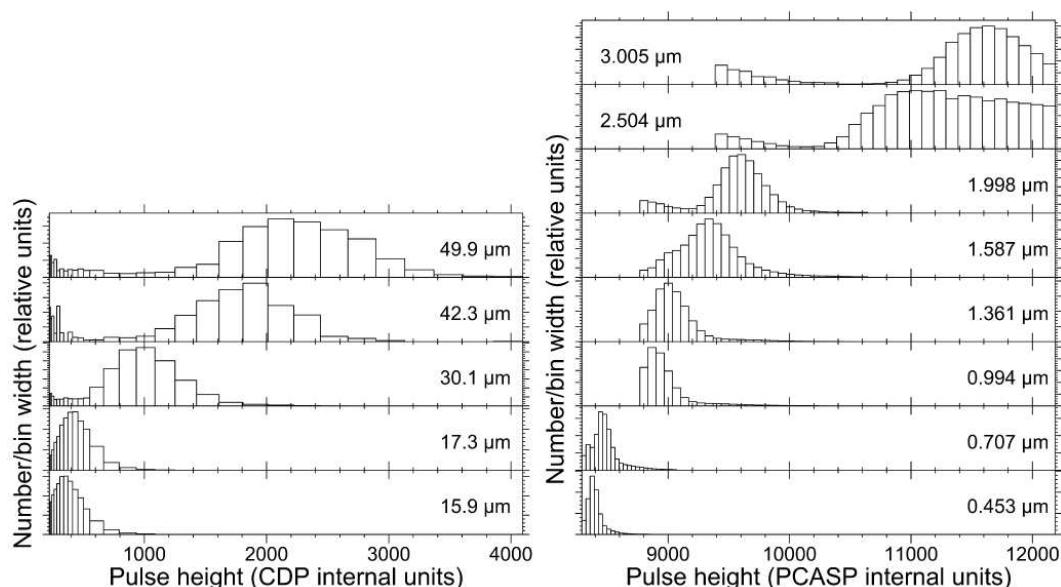 Number/bin width (relative units)
49.9 µm
42.3 µm
30.1 µm
17.3 µm
15.9 µm
1000 2000 3000 4000
Pulse height (CDP internal units)
Number/bin width (relative units)
3.005 µm
2.504 µm
1.998 µm
1.587 µm
1.361 µm
0.994 µm
0.707 µm
0.453 µm
9000 10000 11000 12000
Pulse height (PCASP internal units)